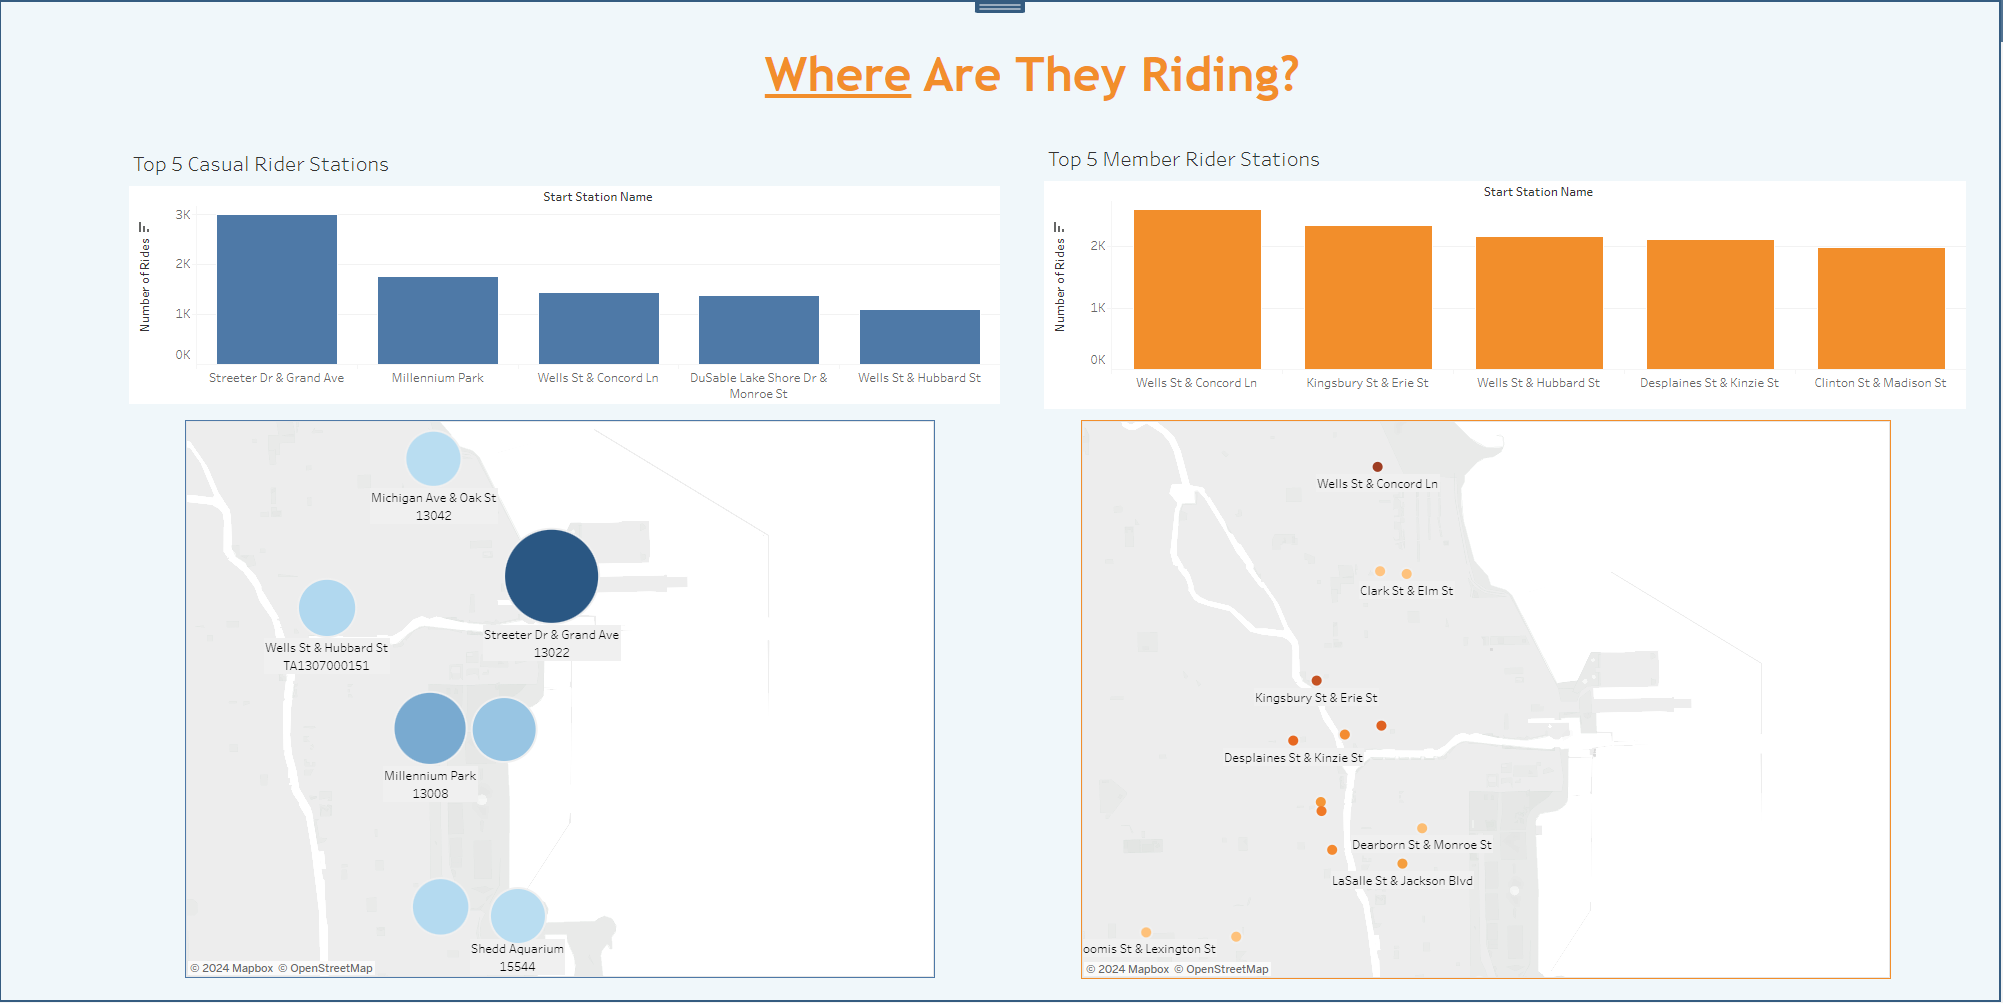 Where Are They Riding?
Top 5 Casual Rider Stations
Start Station Name
Number of Rides
3K
2K
1K
0K
Streeter Dr & Grand Ave
Millennium Park
Wells St & Concord Ln
DuSable Lake Shore Dr &
Monroe St
Wells St & Hubbard St
Top 5 Member Rider Stations
Start Station Name
Number of Rides
2K
1K
0K
Wells St & Concord Ln
Kingsbury St & Erie St
Wells St & Hubbard St
Desplaines St & Kinzie St
Clinton St & Madison St
Michigan Ave & Oak St
13042
Streeter Dr & Grand Ave
13022
Wells St & Hubbard St
TA1307000151
Millennium Park
13008
Shedd Aquarium
15544
© 2024 Mapbox © OpenStreetMap
Wells St & Concord Ln
Clark St & Elm St
Kingsbury St & Erie St
Desplaines St & Kinzie St
Dearborn St & Monroe St
LaSalle St & Jackson Blvd
oomis St & Lexington St
© 2024 Mapbox © OpenStreetMap